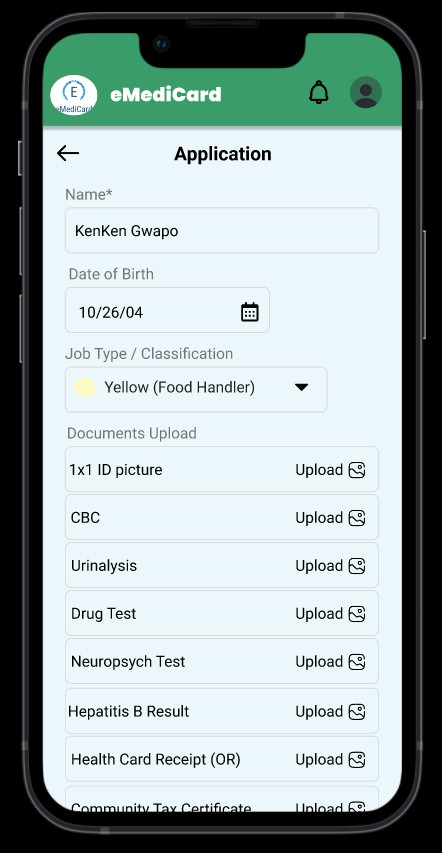 E
eMediCard
eMediCard
Application
Name*
KenKen Gwapo
Date of Birth
10/26/04
Job Type / Classification
Yellow (Food Handler)
Documents Upload
1x1 ID picture Upload
CBC Upload
Urinalysis Upload
Drug Test Upload
Neuropsych Test Upload
Hepatitis B Result Upload
Health Card Receipt (OR) Upload
Community Tax Certificate Upload